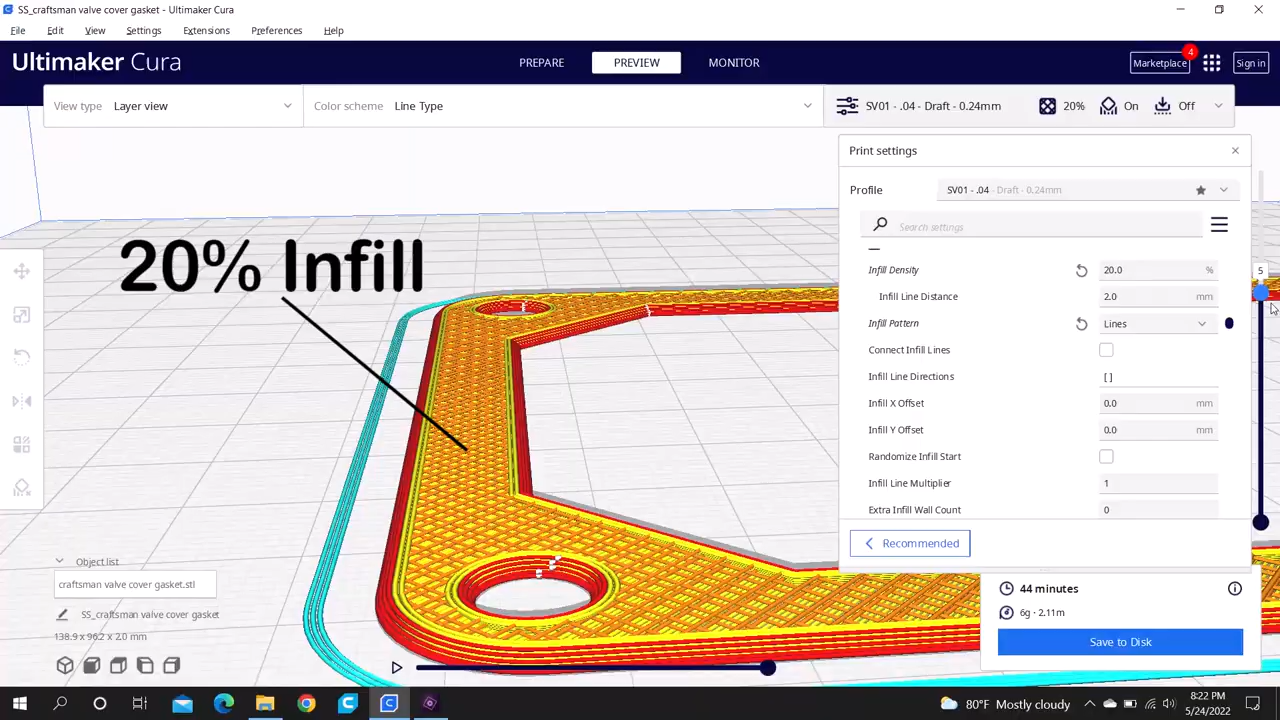 SS_craftsman valve cover gasket - Ultimaker Cura
File Edit View Settings Extensions Preferences Help
Ultimaker Cura
PREPARE PREVIEW MONITOR
Marketplace 4 Sign in
View type Layer view Color scheme Line Type SV01 - .04 - Draft - 0.24mm 20% On Off
Print settings
Profile SV01 - .04 - Draft - 0.24mm
Search settings
20% Infill
Infill Density 20.0 %
5
Infill Line Distance 2.0 mm
Infill Pattern Lines
Connect Infill Lines
Infill Line Directions [ ]
Infill X Offset 0.0 mm
Infill Y Offset 0.0 mm
Randomize Infill Start
Infill Line Multiplier 1
Extra Infill Wall Count 0
Recommended
Object list
craftsman valve cover gasket.stl
SS_craftsman valve cover gasket
138.9 x 96.2 x 2.0 mm
44 minutes
6g · 2.11m
Save to Disk
80°F Mostly cloudy
8:22 PM
5/24/2022